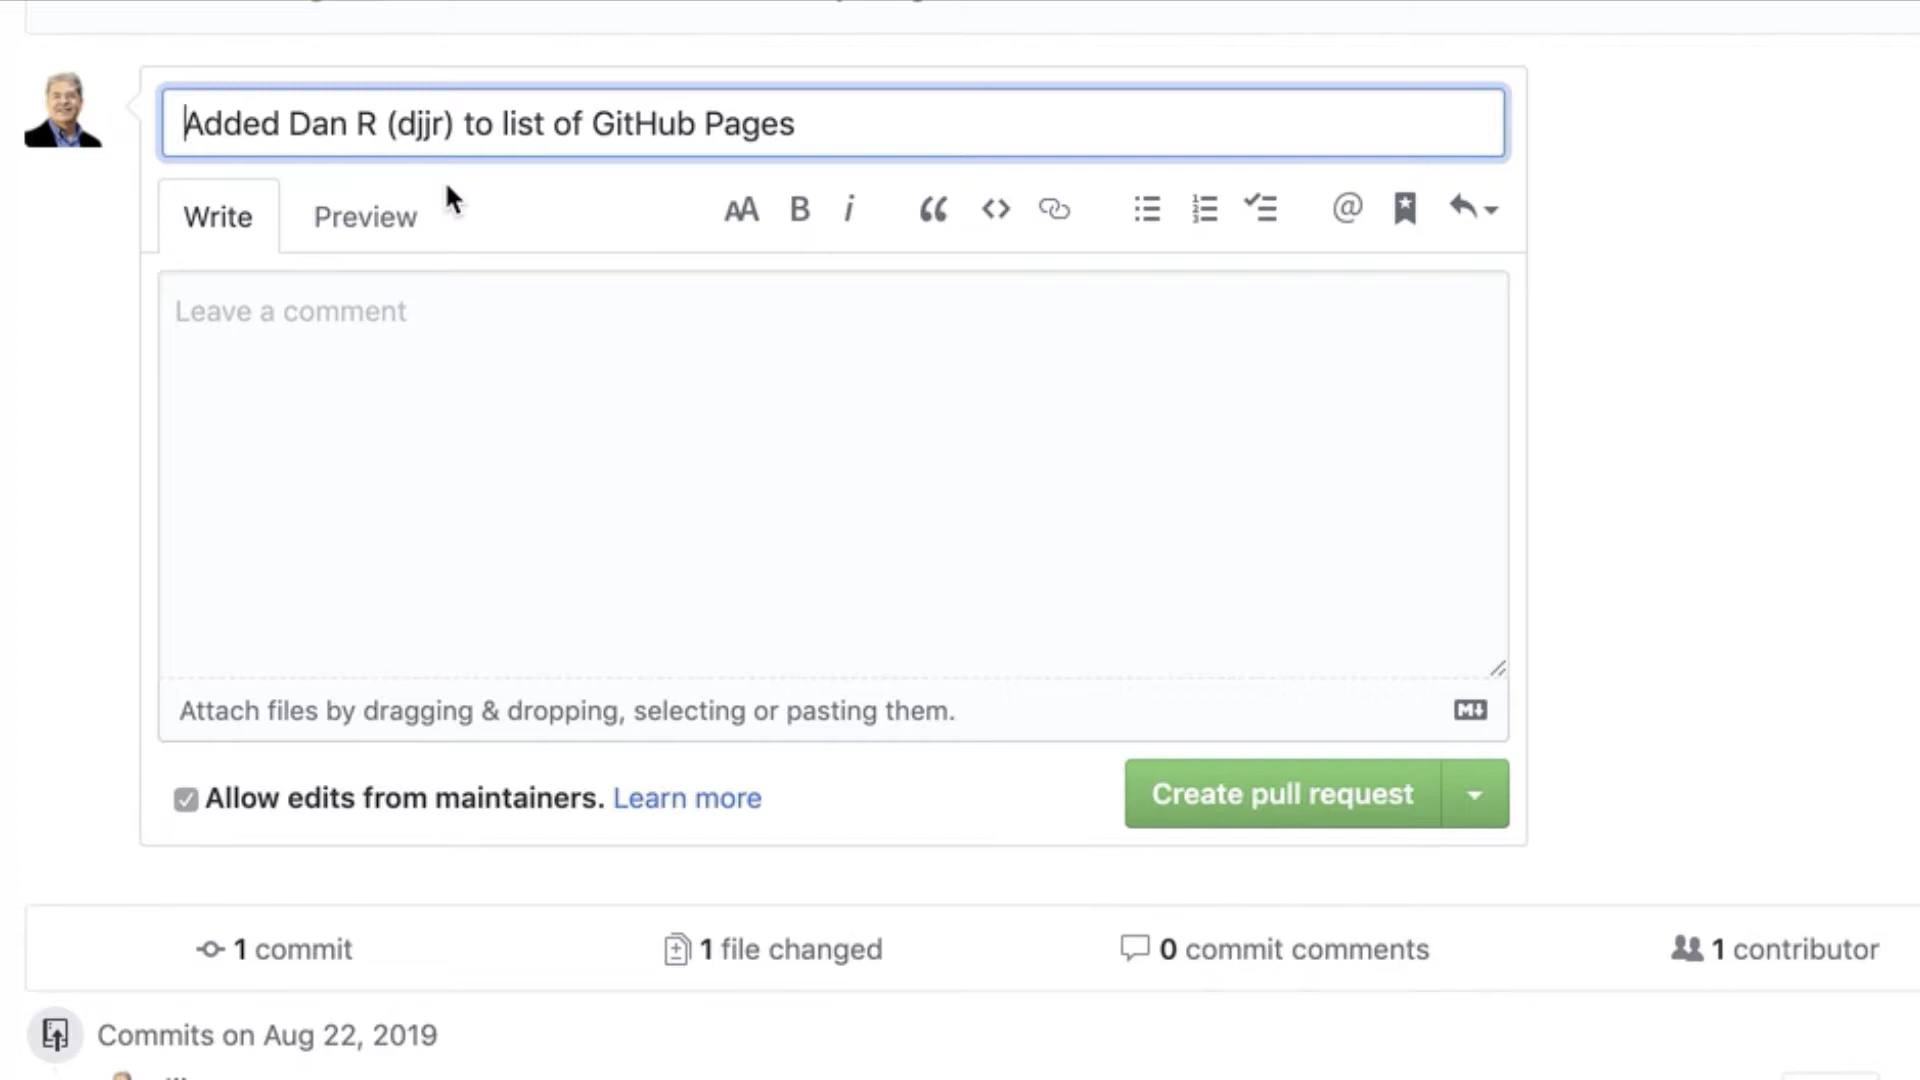 Added Dan R (djjr) to list of GitHub Pages
Write Preview AA B i “ <> @
Leave a comment
Attach files by dragging & dropping, selecting or pasting them. M↓
Allow edits from maintainers. Learn more Create pull request
1 commit 1 file changed 0 commit comments 1 contributor
Commits on Aug 22, 2019